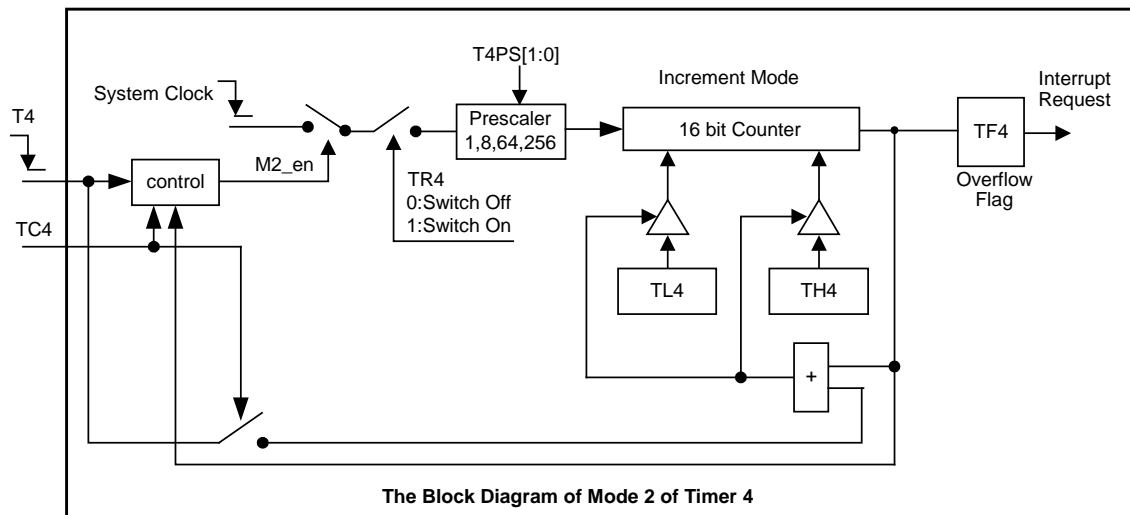 T4PS[1:0]
Increment Mode
Interrupt
Request
System Clock
T4
Prescaler
1,8,64,256
16 bit Counter
TF4
control
M2_en
TR4
0:Switch Off
1:Switch On
Overflow
Flag
TC4
TL4
TH4
+
The Block Diagram of Mode 2 of Timer 4